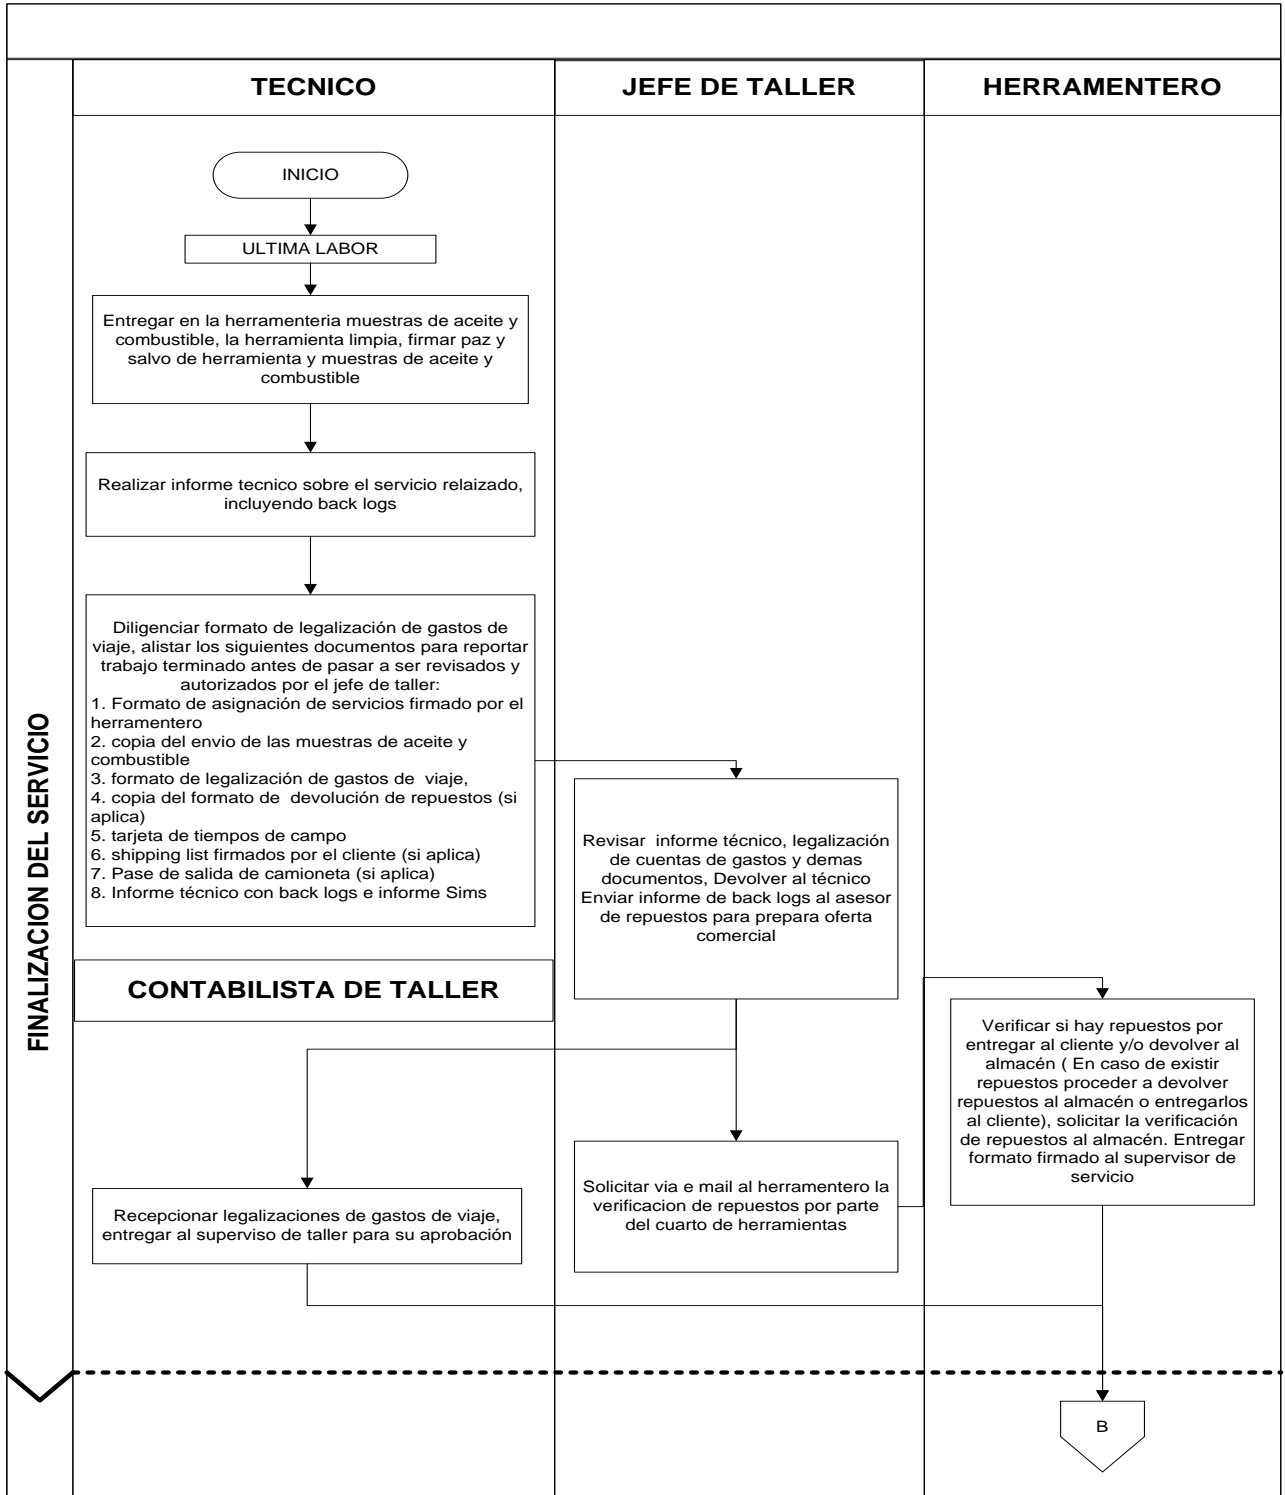 TECNICO
JEFE DE TALLER
HERRAMENTERO
FINALIZACION DEL SERVICIO
INICIO
ULTIMA LABOR
Entregar en la herramenteria muestras de aceite y
combustible, la herramienta limpia, firmar paz y
salvo de herramienta y muestras de aceite y
combustible
Realizar informe tecnico sobre el servicio relaizado,
incluyendo back logs
Diligenciar formato de legalización de gastos de
viaje, alistar los siguientes documentos para reportar
trabajo terminado antes de pasar a ser revisados y
autorizados por el jefe de taller:
1. Formato de asignación de servicios firmado por el
herramentero
2. copia del envio de las muestras de aceite y
combustible
3. formato de legalización de gastos de viaje,
4. copia del formato de devolución de repuestos (si
aplica)
5. tarjeta de tiempos de campo
6. shipping list firmados por el cliente (si aplica)
7. Pase de salida de camioneta (si aplica)
8. Informe técnico con back logs e informe Sims
Revisar informe técnico, legalización
de cuentas de gastos y demas
documentos, Devolver al técnico
Enviar informe de back logs al asesor
de repuestos para prepara oferta
comercial
CONTABILISTA DE TALLER
Verificar si hay repuestos por
entregar al cliente y/o devolver al
almacén ( En caso de existir
repuestos proceder a devolver
repuestos al almacén o entregarlos
al cliente), solicitar la verificación
de repuestos al almacén. Entregar
formato firmado al supervisor de
servicio
Solicitar via e mail al herramentero la
verificacion de repuestos por parte
del cuarto de herramientas
Recepcionar legalizaciones de gastos de viaje,
entregar al superviso de taller para su aprobación
B